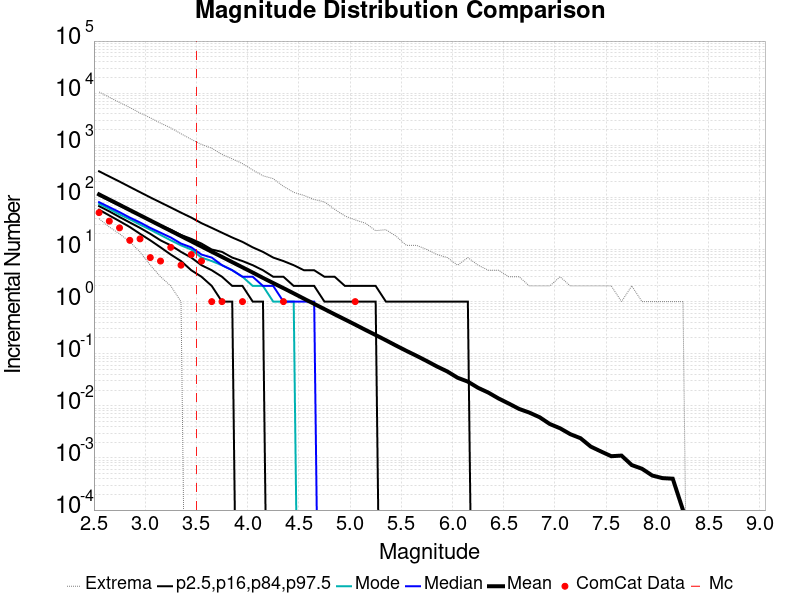 Magnitude Distribution Comparison
10^5
10^4
10^3
10^2
10^1
10^0
10^-1
10^-2
10^-3
10^-4
Incremental Number
2.5 3.0 3.5 4.0 4.5 5.0 5.5 6.0 6.5 7.0 7.5 8.0 8.5 9.0
Magnitude
Extrema p2.5,p16,p84,p97.5 Mode Median Mean ComCat Data Mc